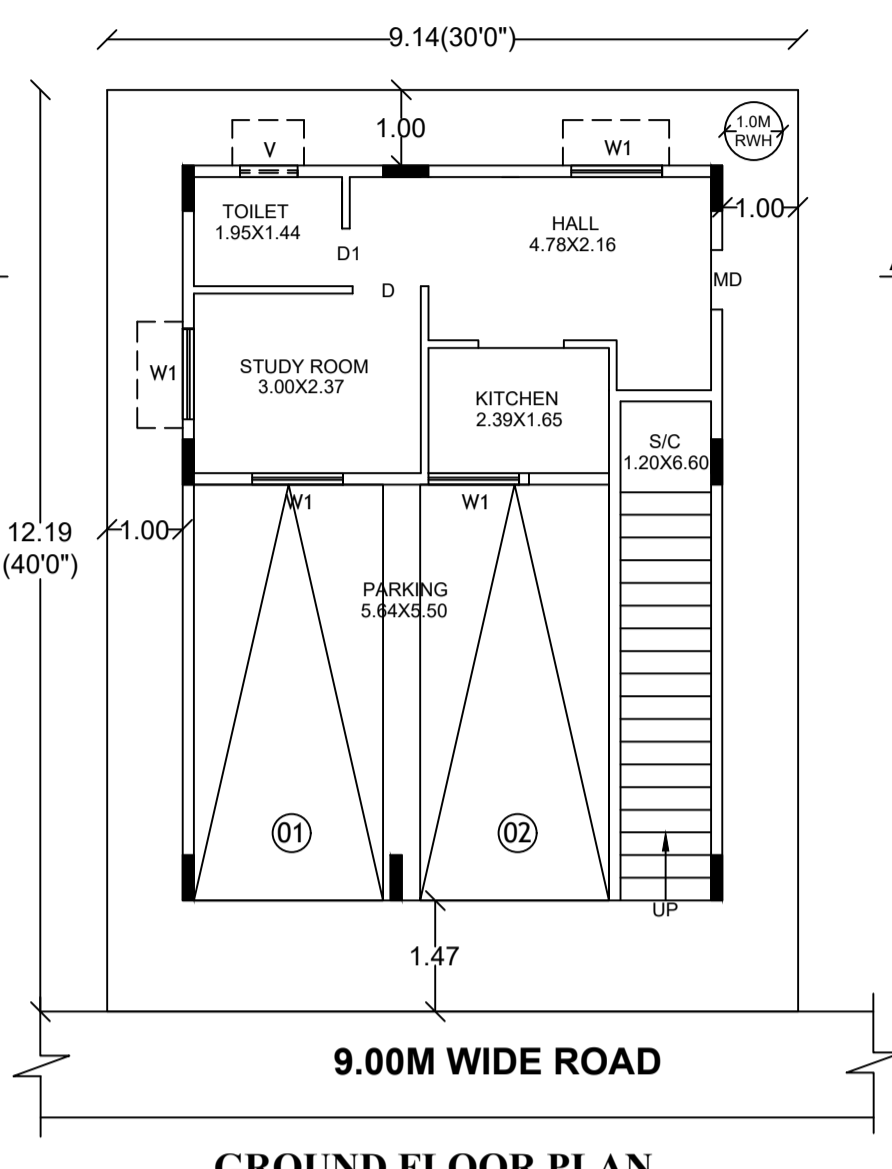 9.14(30'0")
1.00
1.0M
RWH
V
W1
TOILET
1.95X1.44
HALL
4.78X2.16
1.00
D1
MD
D
W1
STUDY ROOM
3.00X2.37
KITCHEN
2.39X1.65
S/C
1.20X6.60
W1
W1
12.19
(40'0")
1.00
PARKING
5.64X5.50
01
02
UP
1.47
9.00M WIDE ROAD
GROUND FLOOR PLAN